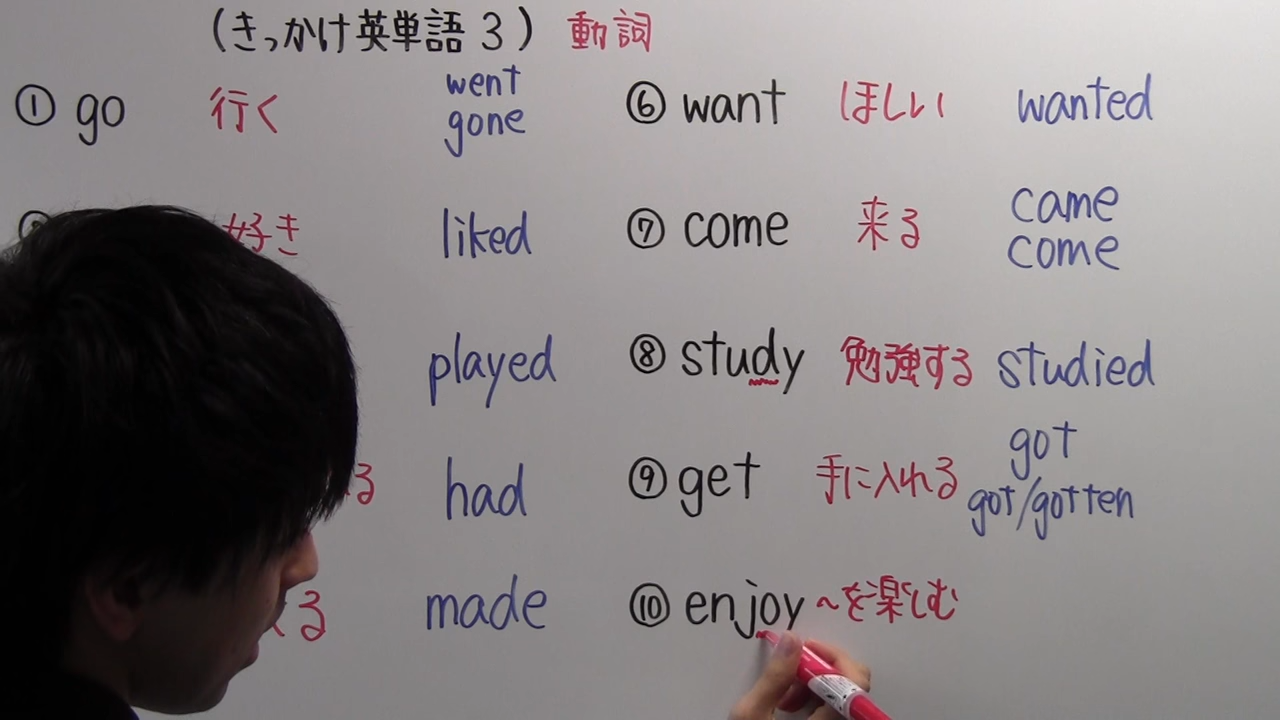 (きっかけ英単語3) 動詞
① go 行く went gone
好き liked
played
る had
る made
⑥ want ほしい wanted
⑦ come 来る came come
⑧ study 勉強する studied
⑨ get 手に入れる got got/gotten
⑩ enjoy ~を楽しむ